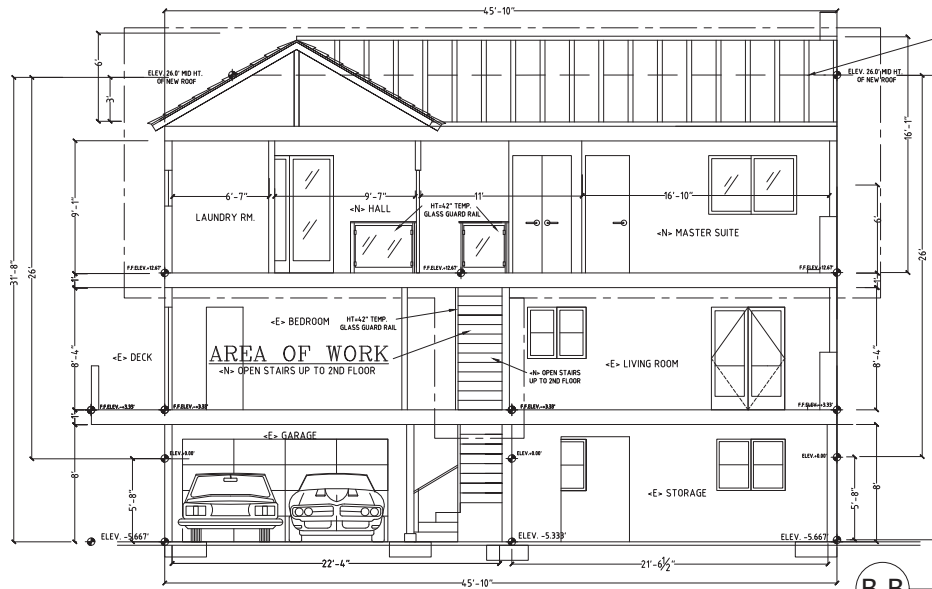 45'-10"
ELEV. 26.0' MID HT.
OF NEW ROOF
ELEV. 26.0' MID HT.
OF NEW ROOF
6'
3'
16'-1"
9'-1"
6'-7"
9'-7"
11'
16'-10"
LAUNDRY RM.
<N> HALL
HT=42" TEMP.
GLASS GUARD RAIL
<N> MASTER SUITE
6'
31'-8"
26'
26'
F.F.ELEV.+12.67'
F.F.ELEV.+12.67'
F.F.ELEV.+12.67'
1'
1'
<E> BEDROOM
HT=42" TEMP.
GLASS GUARD RAIL
<E> DECK
AREA OF WORK
<N> OPEN STAIRS UP TO 2ND FLOOR
<N> OPEN STAIRS
UP TO 2ND FLOOR
<E> LIVING ROOM
8'-4"
8'-4"
F.F.ELEV.+3.33'
F.F.ELEV.+3.33'
F.F.ELEV.+3.33'
F.F.ELEV.+3.33'
1'
<E> GARAGE
ELEV.+0.00'
ELEV.+0.00'
ELEV.+0.00'
<E> STORAGE
8'
5'-8"
5'-8"
8'
ELEV. -5.667'
ELEV. -5.333'
ELEV. -5.667'
22'-4"
21'-6½"
45'-10"
B B